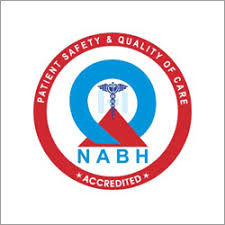 PATIENT SAFETY & QUALITY OF CARE
NABH
ACCREDITED